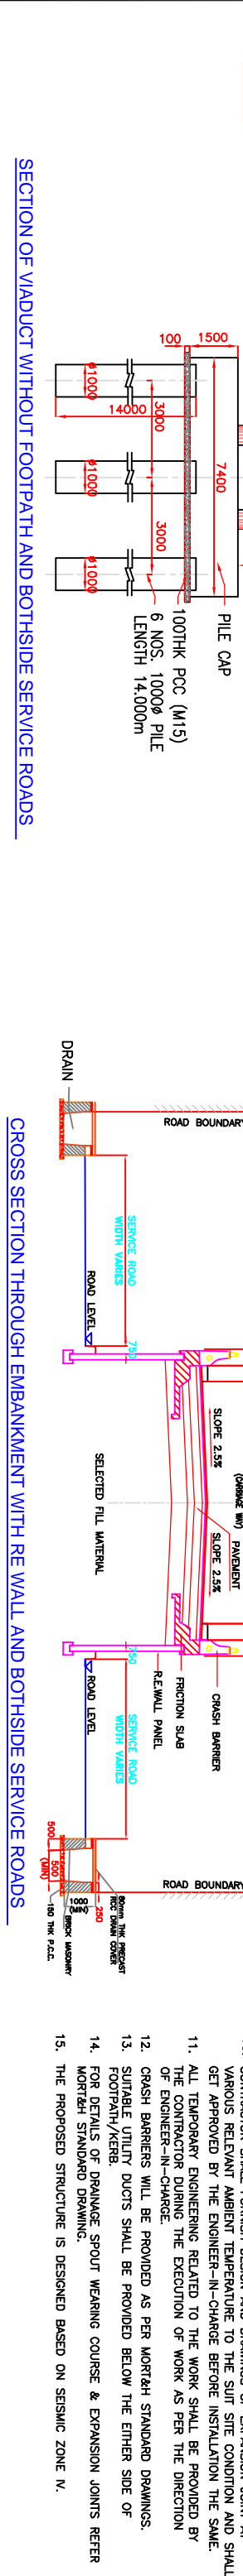 1500
100
7400
PILE CAP
100THK PCC (M15)
6 NOS. 1000ø PILE
LENGTH 14.000m
3000
3000
14000
ø1000
ø1000
ø1000
SECTION OF VIADUCT WITHOUT FOOTPATH AND BOTHSIDE SERVICE ROADS
ROAD BOUNDARY
(CARRIAGE WAY)
SLOPE 2.5%
SLOPE 2.5%
PAVEMENT
CRASH BARRIER
FRICTION SLAB
R.E.WALL PANEL
ROAD BOUNDARY
750
750
SERVICE ROAD
WIDTH VARIES
SERVICE ROAD
WIDTH VARIES
ROAD LEVEL
ROAD LEVEL
SELECTED FILL MATERIAL
DRAIN
80mm THK PRECAST
RCC DRAIN COVER
250
1000
(MIN)
500
500
(MIN)
BRICK MASONRY
150 THK P.C.C.
CROSS SECTION THROUGH EMBANKMENT WITH RE WALL AND BOTHSIDE SERVICE ROADS
VARIOUS RELEVANT AMBIENT TEMPERATURE TO THE SUIT SITE CONDITION AND SHALL
GET APPROVED BY THE ENGINEER-IN-CHARGE BEFORE INSTALLATION THE SAME.
11. ALL TEMPORARY ENGINEERING RELATED TO THE WORK SHALL BE PROVIDED BY
THE CONTRACTOR DURING THE EXECUTION OF WORK AS PER THE DIRECTION
OF ENGINEER-IN-CHARGE.
12. CRASH BARRIERS WILL BE PROVIDED AS PER MORT&H STANDARD DRAWINGS.
13. SUITABLE UTILITY DUCTS SHALL BE PROVIDED BELOW THE EITHER SIDE OF
FOOTPATH/KERB.
14. FOR DETAILS OF DRAINAGE SPOUT WEARING COURSE & EXPANSION JOINTS REFER
MORT&H STANDARD DRAWING.
15. THE PROPOSED STRUCTURE IS DESIGNED BASED ON SEISMIC ZONE IV.